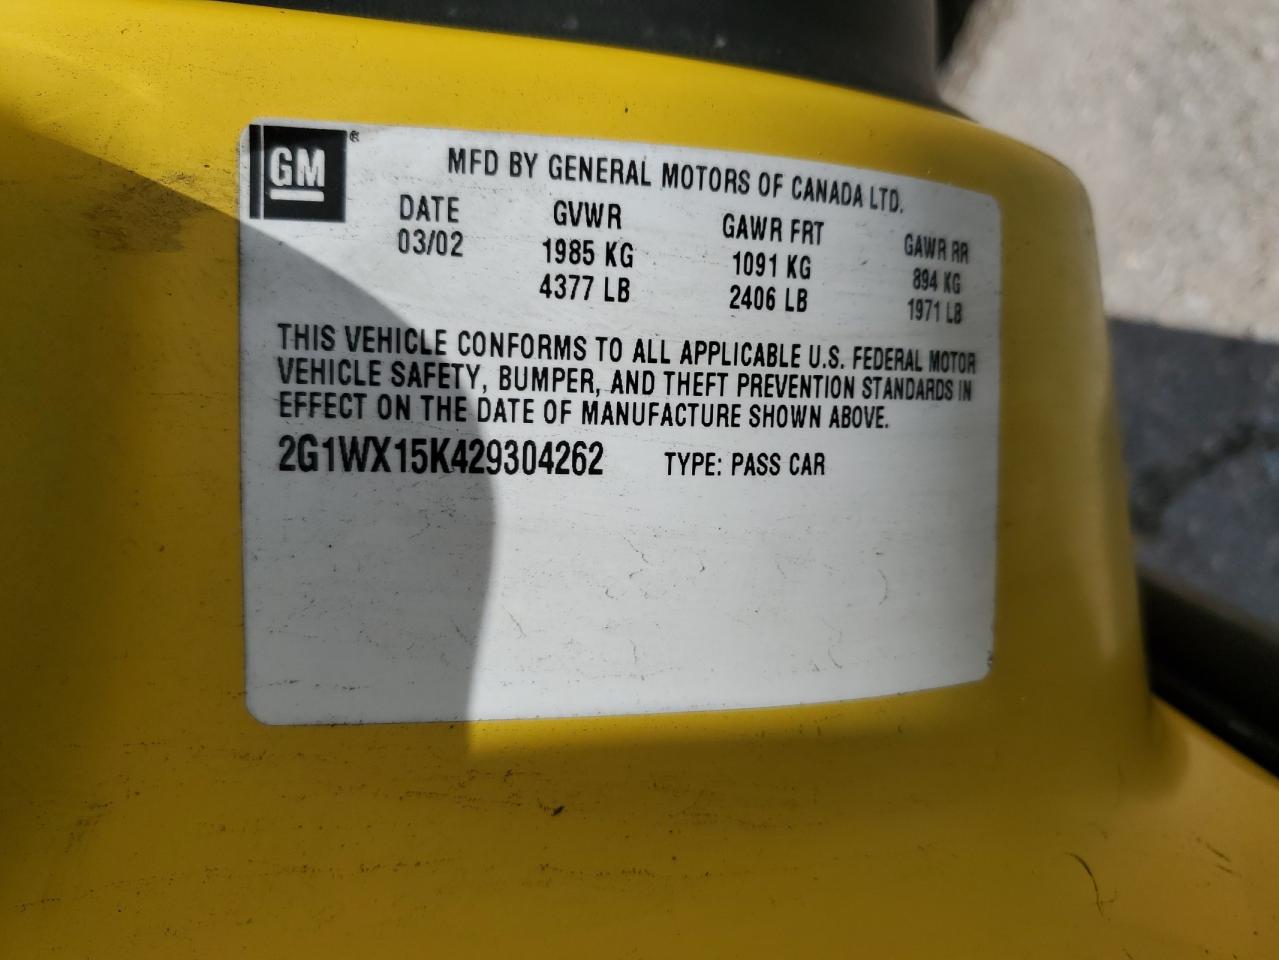 GM®
MFD BY GENERAL MOTORS OF CANADA LTD.
DATE GVWR GAWR FRT GAWR RR
03/02 1985 KG 1091 KG 894 KG
4377 LB 2406 LB 1971 LB
THIS VEHICLE CONFORMS TO ALL APPLICABLE U.S. FEDERAL MOTOR
VEHICLE SAFETY, BUMPER, AND THEFT PREVENTION STANDARDS IN
EFFECT ON THE DATE OF MANUFACTURE SHOWN ABOVE.
2G1WX15K429304262 TYPE: PASS CAR